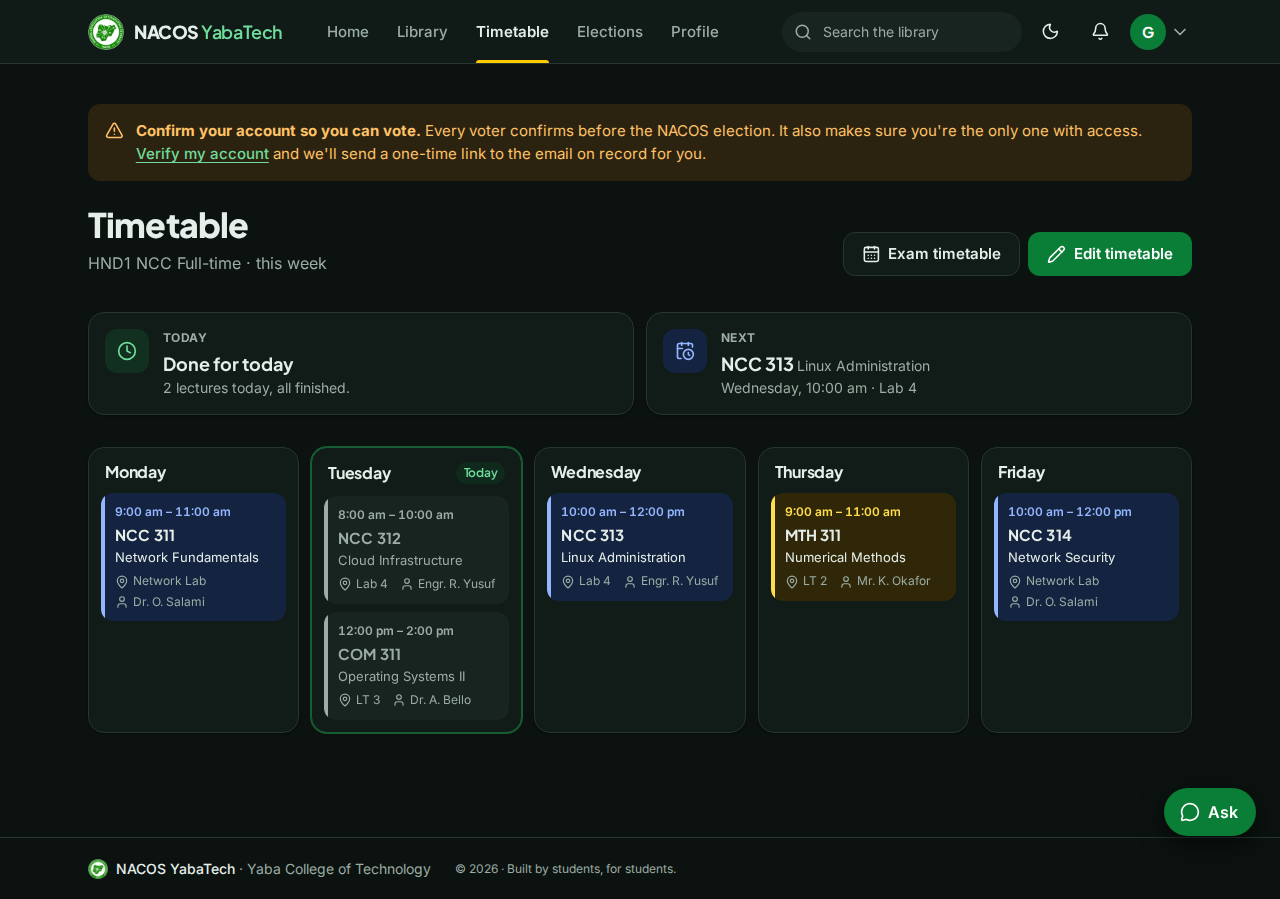 NACOS YabaTech
Home
Library
Timetable
Elections
Profile
Search the library
G
Confirm your account so you can vote. Every voter confirms before the NACOS election. It also makes sure you're the only one with access.
Verify my account and we'll send a one-time link to the email on record for you.
Timetable
HND1 NCC Full-time · this week
Exam timetable
Edit timetable
TODAY
Done for today
2 lectures today, all finished.
NEXT
NCC 313 Linux Administration
Wednesday, 10:00 am · Lab 4
Monday
9:00 am – 11:00 am
NCC 311
Network Fundamentals
Network Lab
Dr. O. Salami
Tuesday
Today
8:00 am – 10:00 am
NCC 312
Cloud Infrastructure
Lab 4
Engr. R. Yusuf
12:00 pm – 2:00 pm
COM 311
Operating Systems II
LT 3
Dr. A. Bello
Wednesday
10:00 am – 12:00 pm
NCC 313
Linux Administration
Lab 4
Engr. R. Yusuf
Thursday
9:00 am – 11:00 am
MTH 311
Numerical Methods
LT 2
Mr. K. Okafor
Friday
10:00 am – 12:00 pm
NCC 314
Network Security
Network Lab
Dr. O. Salami
Ask
NACOS YabaTech · Yaba College of Technology
© 2026 · Built by students, for students.